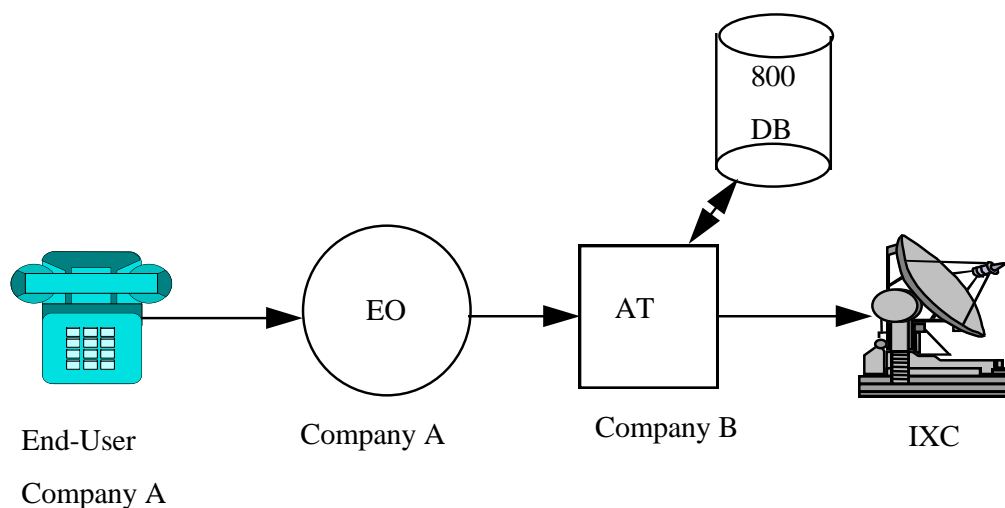 800
DB
EO
AT
End-User
Company A
Company A
Company B
IXC